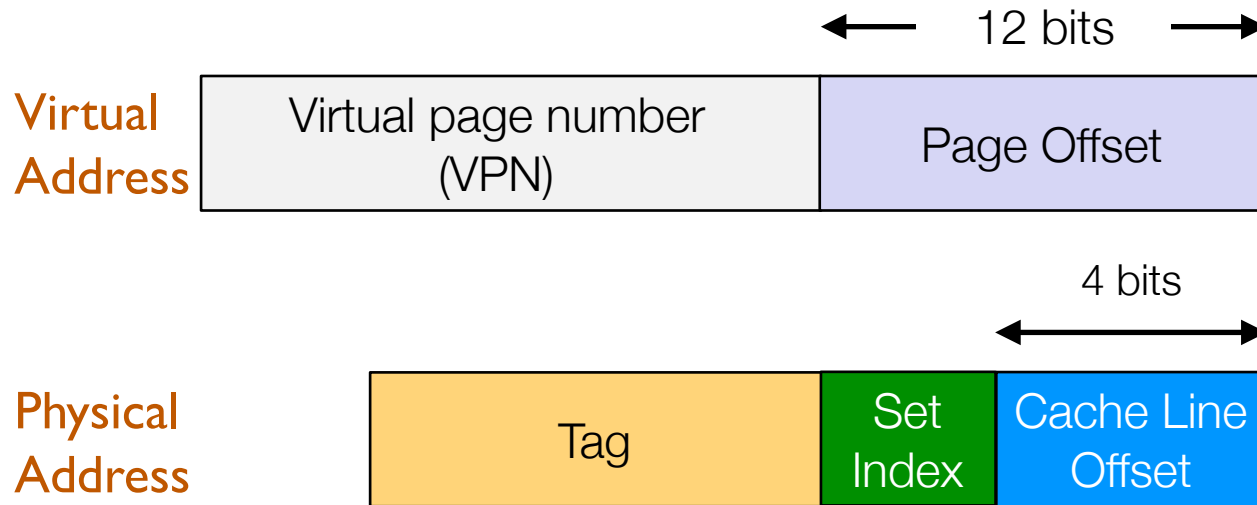 12 bits
Virtual
Address
Virtual page number
(VPN)
Page Offset
4 bits
Physical
Address
Tag
Set
Index
Cache Line
Offset